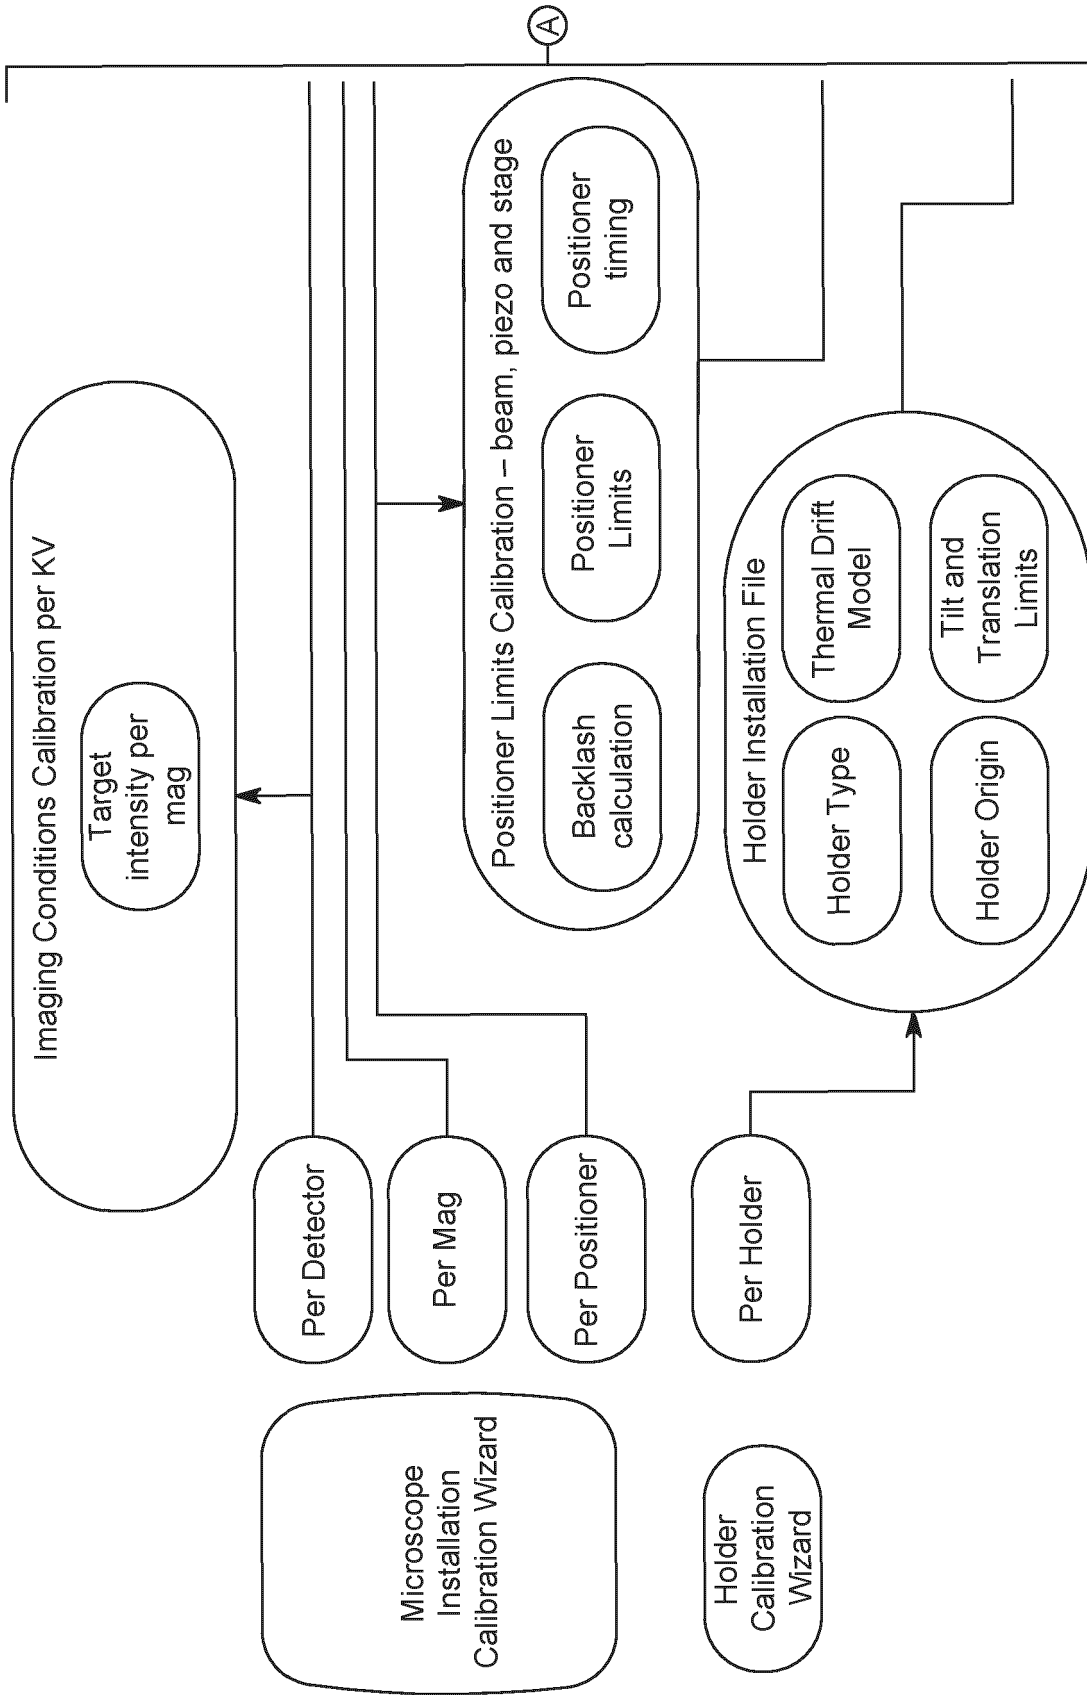 Imaging Conditions Calibration per KV
Target
intensity per
mag
Microscope
Installation
Calibration Wizard
Per Detector
Per Mag
Per Positioner
Positioner Limits Calibration – beam, piezo and stage
Backlash
calculation
Positioner
Limits
Positioner
timing
Holder
Calibration
Wizard
Per Holder
Holder Installation File
Holder Type
Thermal Drift
Model
Holder Origin
Tilt and
Translation
Limits
A